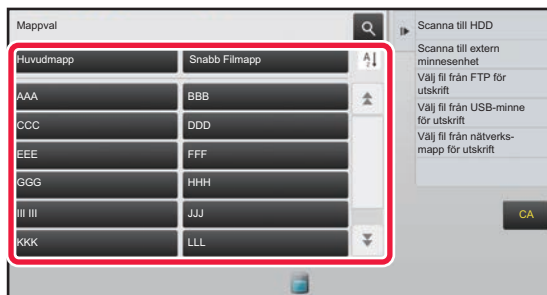 Mappval
Huvudmapp
Snabb Filmapp
AAA
BBB
CCC
DDD
EEE
FFF
GGG
HHH
III III
JJJ
KKK
LLL
A
Z
Scanna till HDD
Scanna till extern
minnesenhet
Välj fil från FTP för
utskrift
Välj fil från USB-minne
för utskrift
Välj fil från nätverks-
mapp för utskrift
CA